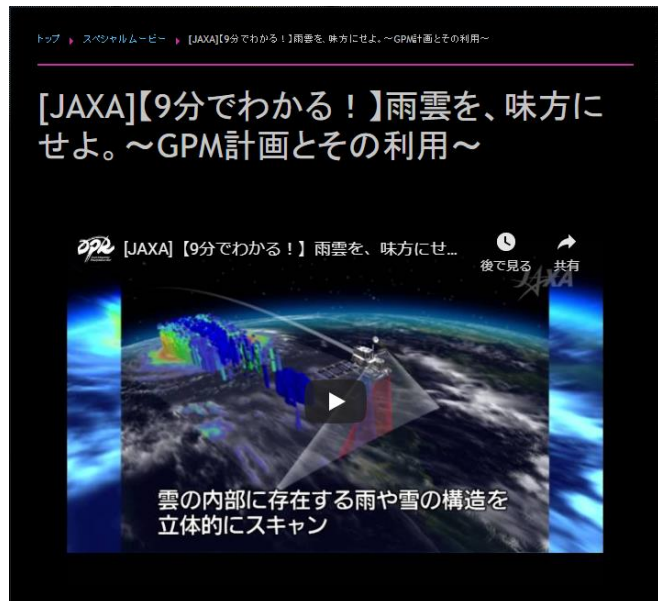 トップ ▶ スペシャルムービー ▶ [JAXA]【9分でわかる！】雨雲を、味方にせよ。～GPM計画とその利用～
[JAXA]【9分でわかる！】雨雲を、味方に
せよ。～GPM計画とその利用～
DPR [JAXA]【9分でわかる！】雨雲を、味方にせ...
後で見る 共有
JAXA
雲の内部に存在する雨や雪の構造を
立体的にスキャン